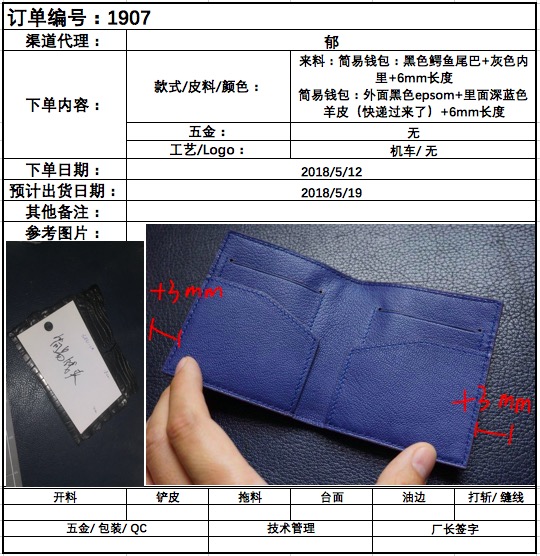 订单编号：1907
渠道代理： 郁
下单内容： 款式/皮料/颜色： 来料：简易钱包：黑色鳄鱼尾巴+灰色内
里+6mm长度
简易钱包：外面黑色epsom+里面深蓝色
羊皮（快递过来了）+6mm长度
五金： 无
工艺/Logo： 机车/ 无
下单日期： 2018/5/12
预计出货日期： 2018/5/19
其他备注：
参考图片：
+3mm
简易钱夹
+3mm
开料 铲皮 拖料 台面 油边 打斩/ 缝线
五金/ 包装/ QC 技术管理 厂长签字